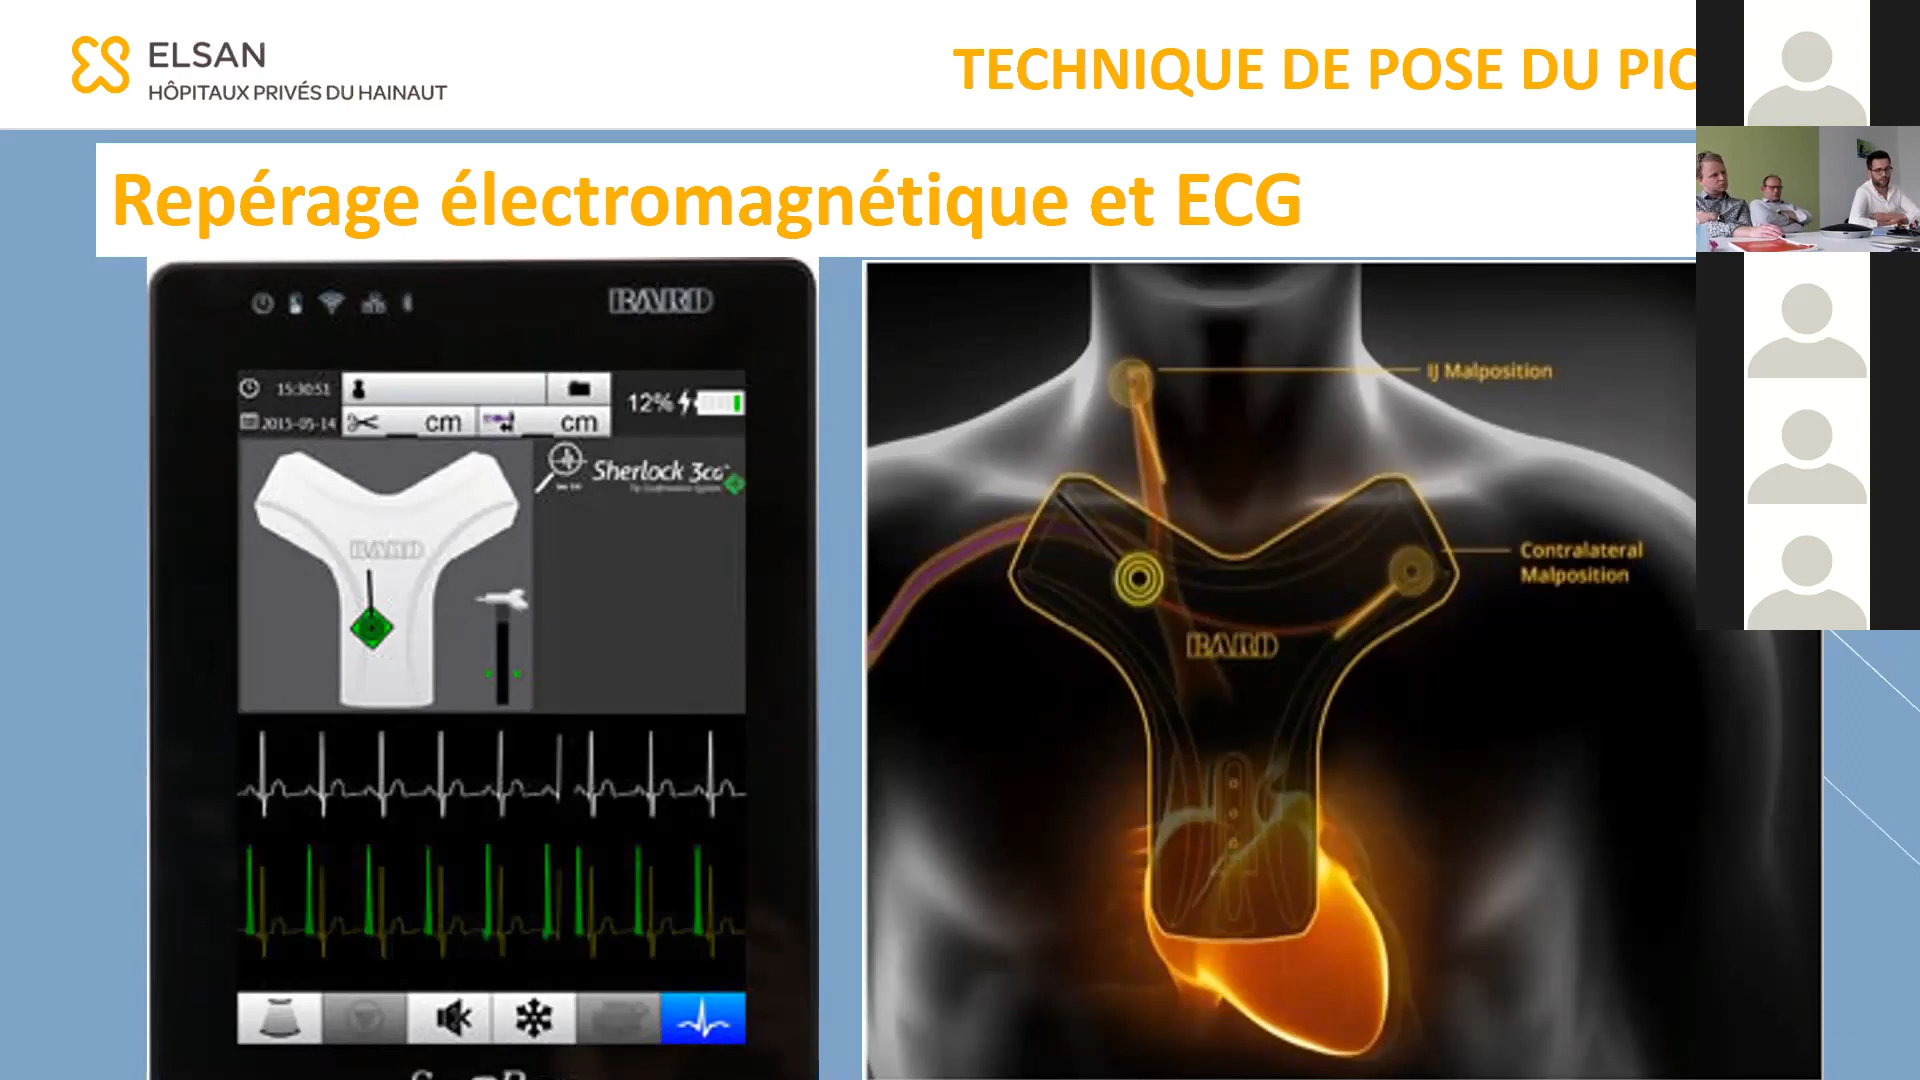 ELSAN
HÔPITAUX PRIVÉS DU HAINAUT
TECHNIQUE DE POSE DU PIC
Repérage électromagnétique et ECG
BARD
15:30:51
12%
2015-05-14
cm
cm
Sherlock 3CG
BARD
IJ Malposition
Contralateral
Malposition
BARD